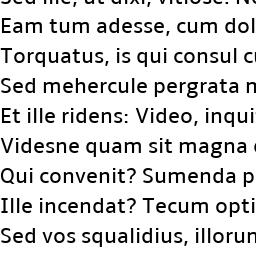 Sed ille, ut dixi, vitiose.
Eam tum adesse, cum dol
Torquatus, is qui consul c
Sed mehercule pergrata
Et ille ridens: Video, inqui
Videsne quam sit magna
Qui convenit? Sumenda p
Ille incendat? Tecum opti
Sed vos squalidius, illorun